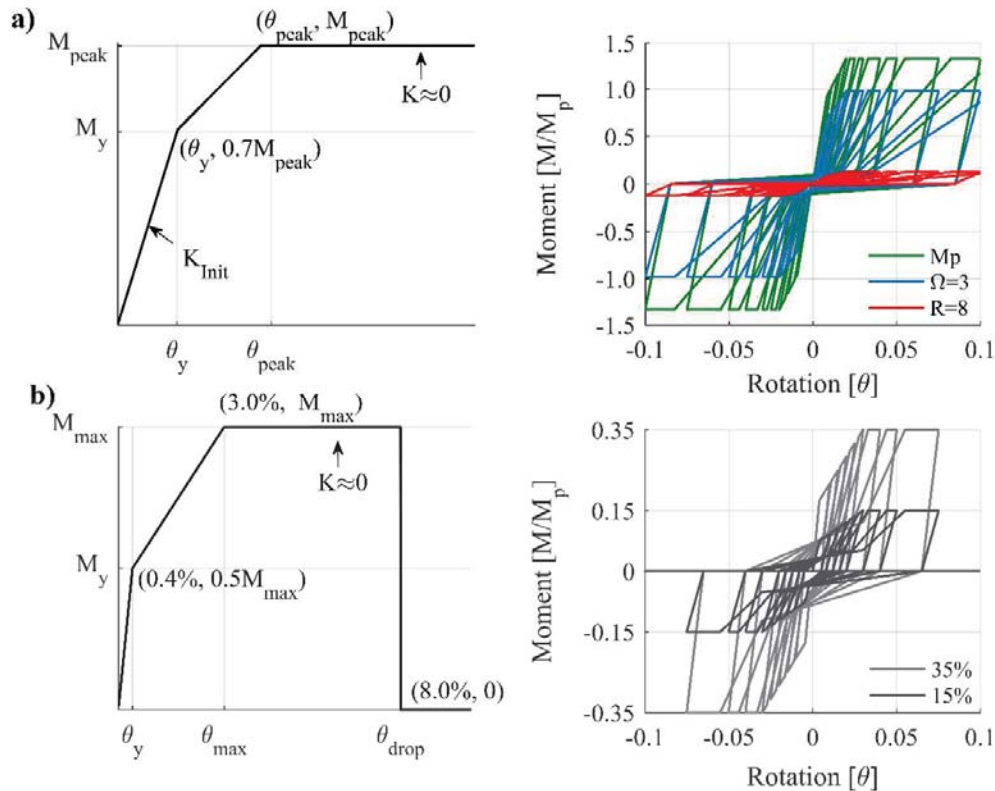 a)
(θpeak, Mpeak)
Mpeak
K≈0
My
(θy, 0.7Mpeak)
KInit
θy
θpeak
Moment [M/Mp]
1.5
1.0
0.5
0
-0.5
-1.0
-1.5
Mp
Ω=3
R=8
-0.1
-0.05
0
0.05
0.1
Rotation [θ]
b)
(3.0%, Mmax)
Mmax
K≈0
My
(0.4%, 0.5Mmax)
(8.0%, 0)
θy
θmax
θdrop
Moment [M/Mp]
0.35
0.15
0
-0.15
-0.35
35%
15%
-0.1
-0.05
0
0.05
0.1
Rotation [θ]